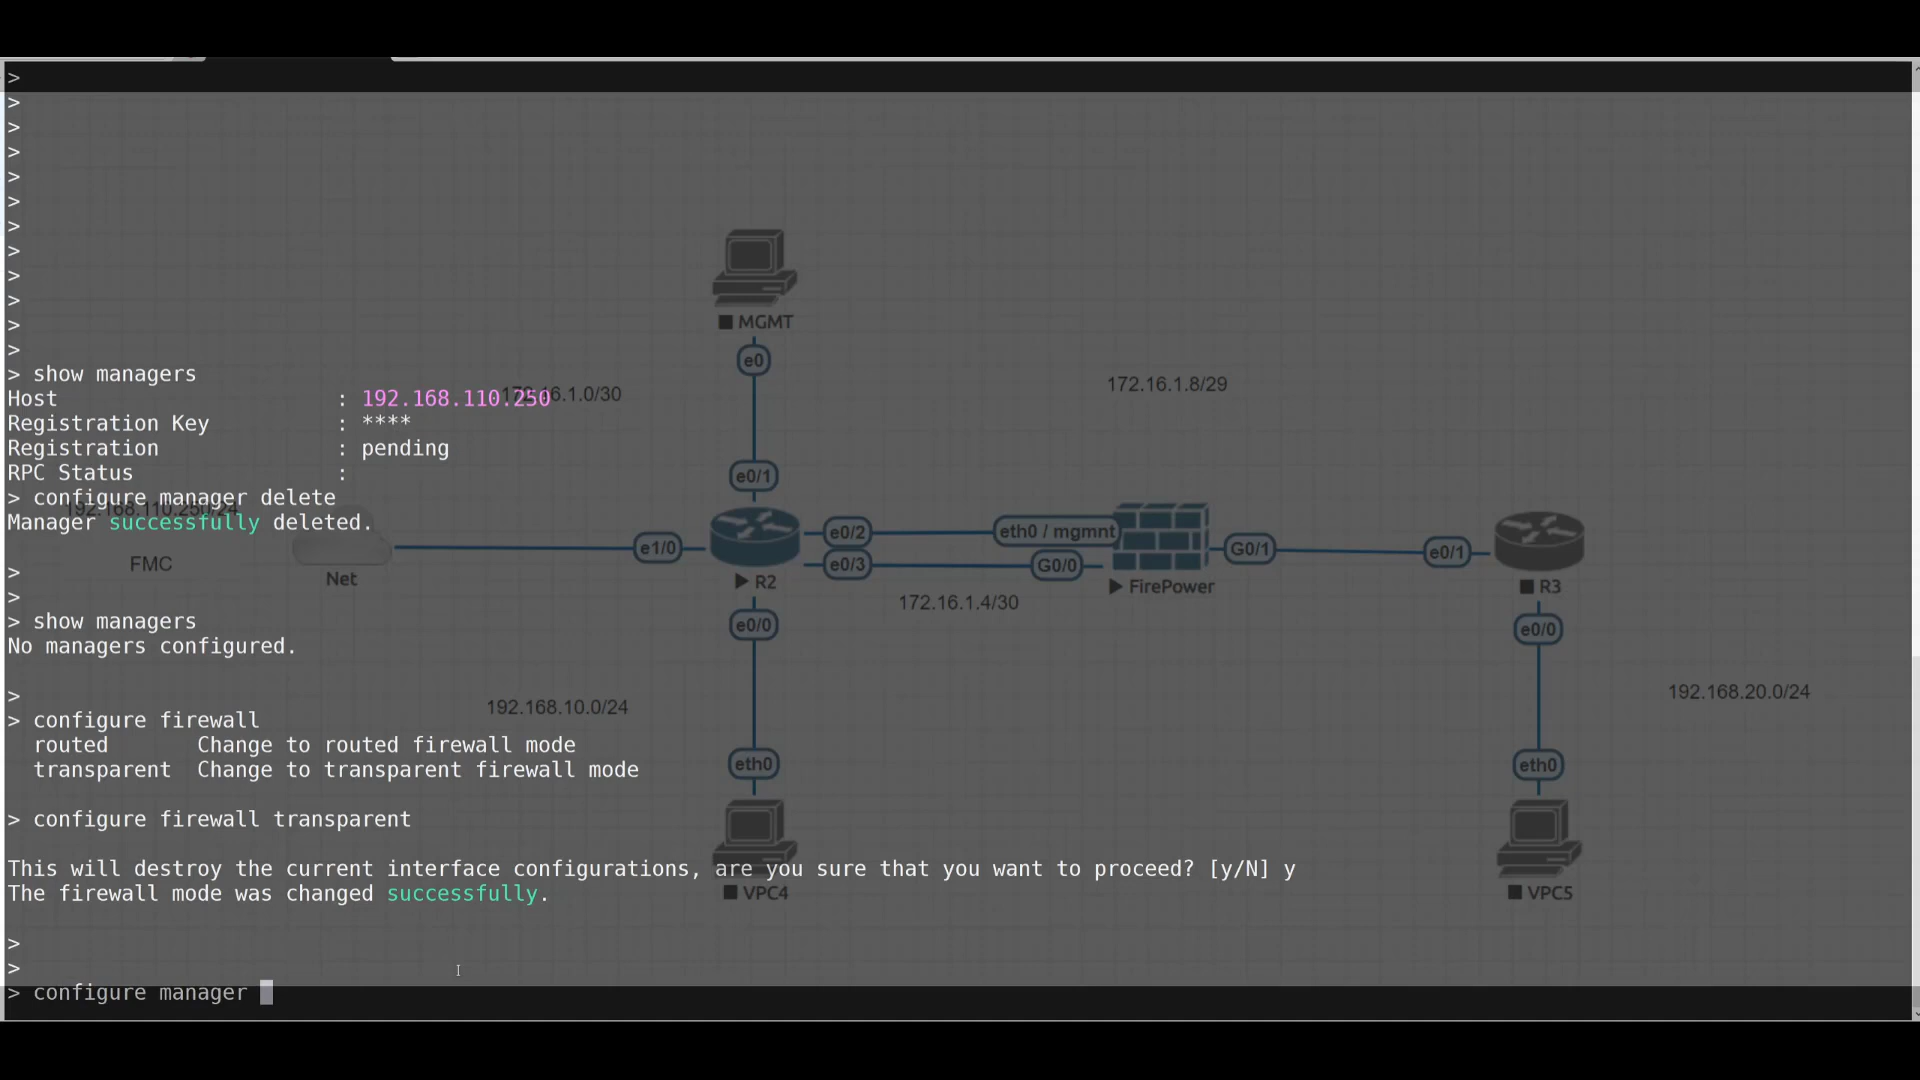 >
>
>
>
>
>
>
>
>
>
>
>
> show managers
Host : 192.168.110.250
Registration Key : ****
Registration : pending
RPC Status :
> configure manager delete
Manager successfully deleted.
>
>
> show managers
No managers configured.
>
> configure firewall
routed Change to routed firewall mode
transparent Change to transparent firewall mode
> configure firewall transparent
This will destroy the current interface configurations, are you sure that you want to proceed? [y/N] y
The firewall mode was changed successfully.
>
>
> configure manager
MGMT
e0
172.16.1.0/30
172.16.1.8/29
e0/1
192.168.110.250/24
FMC
Net
e1/0
R2
e0/2
e0/3
eth0 / mgmnt
G0/0
FirePower
G0/1
e0/1
R3
172.16.1.4/30
e0/0
e0/0
192.168.10.0/24
192.168.20.0/24
eth0
eth0
VPC4
VPC5